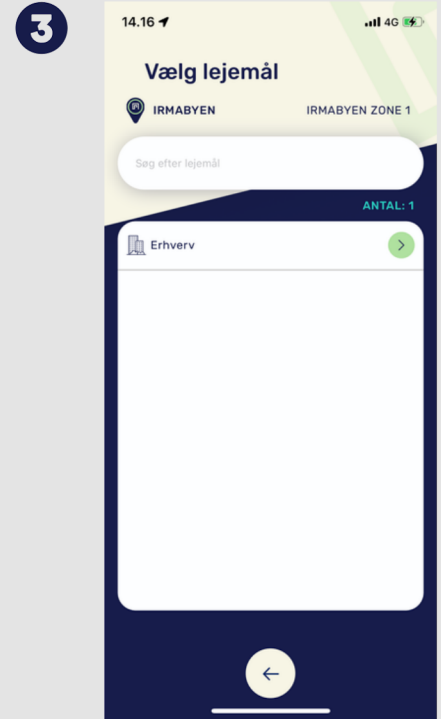 3
14.16 4G
Vælg lejemål
IRMABYEN IRMABYEN ZONE 1
Søg efter lejemål
ANTAL: 1
Erhverv